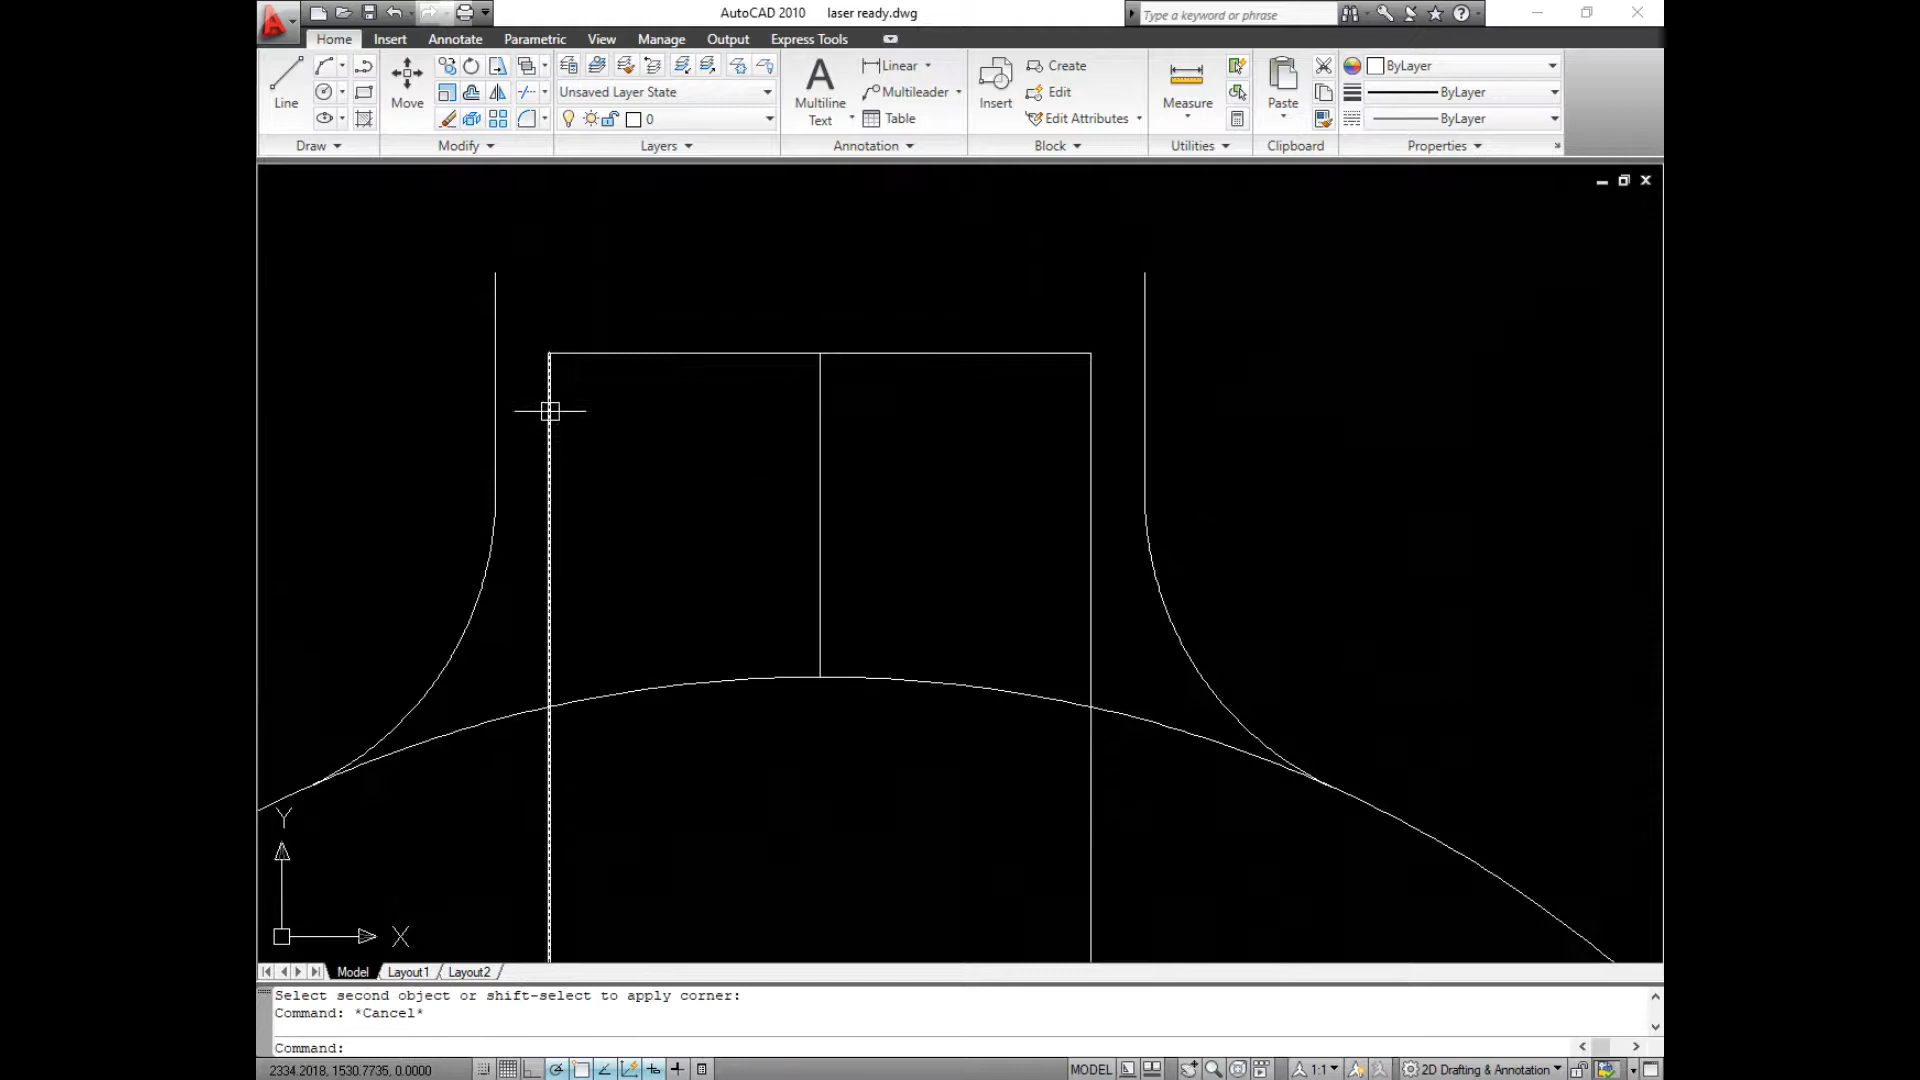 AutoCAD 2010 laser ready.dwg
Type a keyword or phrase
Home Insert Annotate Parametric View Manage Output Express Tools
Line
Move
Unsaved Layer State
0
Multiline
Text
Linear
Multileader
Table
Insert
Create
Edit
Edit Attributes
Measure
Paste
ByLayer
ByLayer
ByLayer
Draw Modify Layers Annotation Block Utilities Clipboard Properties
Y
X
Model Layout1 Layout2
Select second object or shift-select to apply corner:
Command: *Cancel*
Command:
2334.2018, 1530.7735, 0.0000 MODEL 1:1 2D Drafting & Annotation